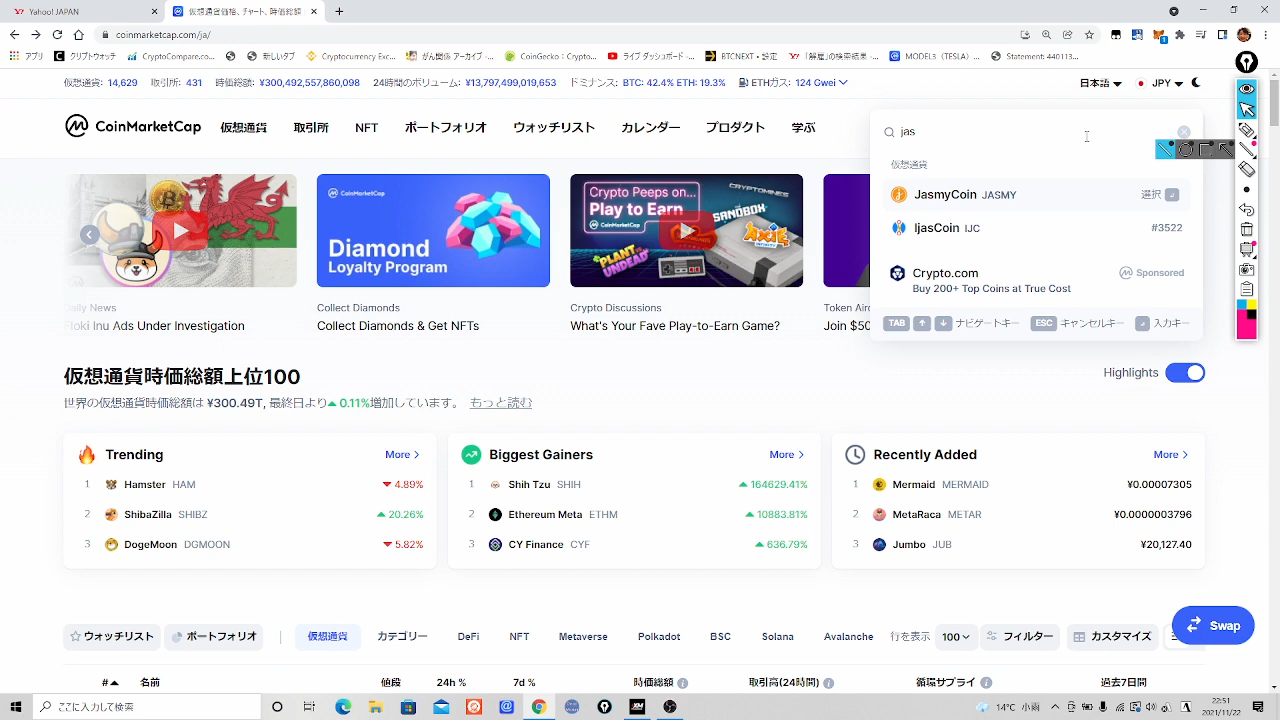 Yahoo! JAPAN
仮想通貨価格、チャート、時価総額
coinmarketcap.com/ja/
アプリ
クリプトウォッチ
CryptoComparan...
新しいタブ
Cryptocurrency Exc...
がん関係 アーカイブ ...
CoinGecko：Crypto...
ライブ ダッシュボード -...
BTCNEXT • 設定
「解雇」の検索結果 -...
MODEL3（TESLA） ...
Statement 440113...
仮想通貨: 14,629
取引所: 431
時価総額: ¥300,492,557,860,098
24時間のボリューム: ¥13,797,499,019,653
ドミナンス: BTC: 42.4% ETH: 19.3%
ETHガス: 124 Gwei
日本語
JPY
CoinMarketCap
仮想通貨
取引所
NFT
ポートフォリオ
ウォッチリスト
カレンダー
プロダクト
学ぶ
jas
仮想通貨
JasmyCoin JASMY
選択
IjasCoin IJC
#3522
Crypto.com
Sponsored
Buy 200+ Top Coins at True Cost
TAB
ナビゲートキー
ESC
キャンセルキー
入力キー
CoinMarketCap
Diamond
Loyalty Program
Crypto Peeps on...
Play to Earn
CoinMarketCap
CRYPTOMINES
SANDBOX
PLANT
UNDEAD
AXIE
INFINITY
Daily News
Floki Inu Ads Under Investigation
Collect Diamonds
Collect Diamonds & Get NFTs
Crypto Discussions
What's Your Fave Play-to-Earn Game?
Token Air
Join $50
仮想通貨時価総額上位100
Highlights
世界の仮想通貨時価総額は ¥300.49T, 最終日より 0.11%増加しています。 もっと読む
Trending
More
1 Hamster HAM 4.89%
2 ShibaZilla SHIBZ 20.26%
3 DogeMoon DGMOON 5.82%
Biggest Gainers
More
1 Shih Tzu SHIH 164629.41%
2 Ethereum Meta ETHM 10883.81%
3 CY Finance CYF 636.79%
Recently Added
More
1 Mermaid MERMAID ¥0.00007305
2 MetaRaca METAR ¥0.0000003796
3 Jumbo JUB ¥20,127.40
ウォッチリスト
ポートフォリオ
仮想通貨
カテゴリー
DeFi
NFT
Metaverse
Polkadot
BSC
Solana
Avalanche
行を表示
100
フィルター
カスタマイズ
Swap
# 名前 値段 24h % 7d % 時価総額 取引高(24時間) 循環サプライ 過去7日間
ここに入力して検索
14°C 小雨
A
22:51
2021/11/22